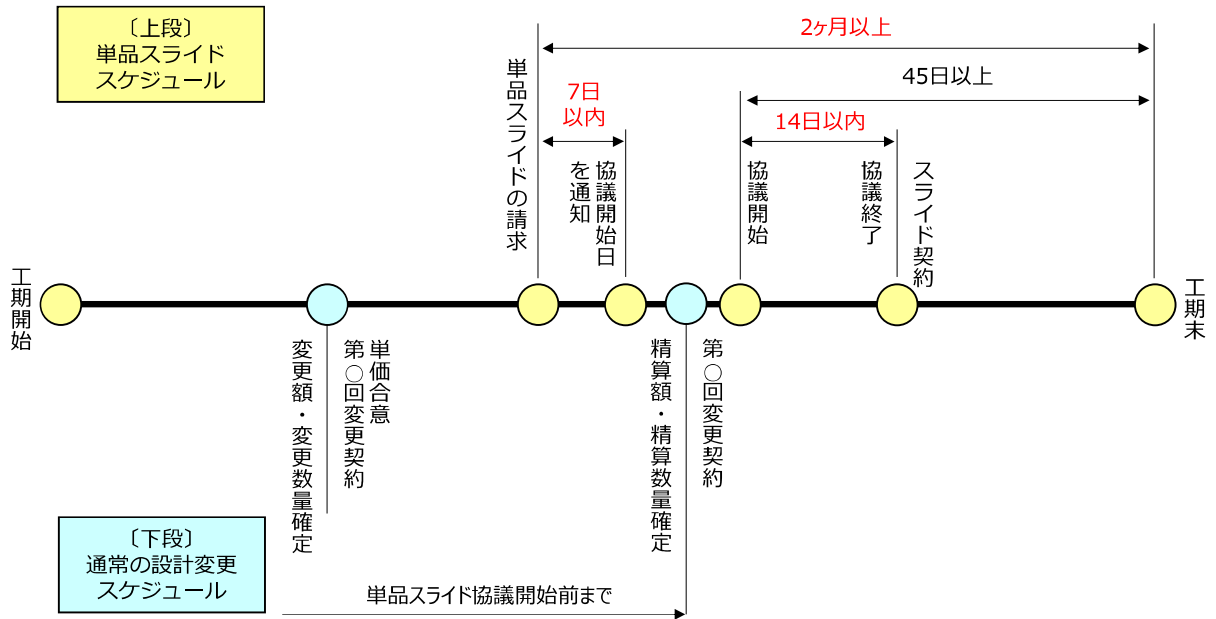 〔上段〕
単品スライド
スケジュール
2ヶ月以上
45日以上
7日
以内
14日以内
単品スライドの請求
協議開始日
を通知
協議開始
協議終了
スライド契約
工期開始
工期末
単価合意
第〇回変更契約
変更額・変更数量確定
第〇回変更契約
精算額・精算数量確定
〔下段〕
通常の設計変更
スケジュール
単品スライド協議開始前まで